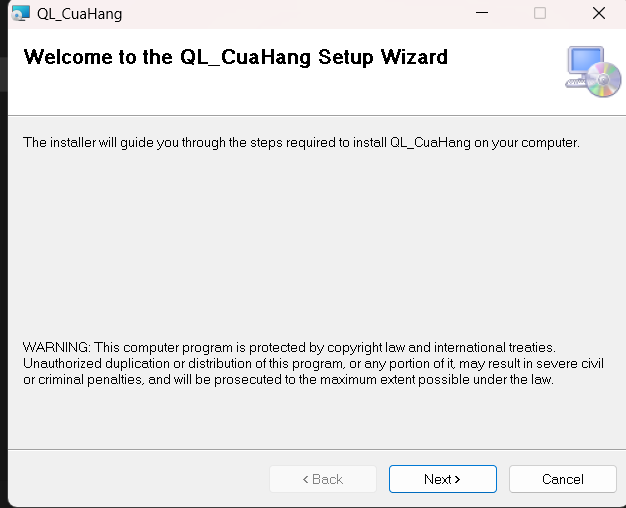 QL_CuaHang
Welcome to the QL_CuaHang Setup Wizard
The installer will guide you through the steps required to install QL_CuaHang on your computer.
WARNING: This computer program is protected by copyright law and international treaties.
Unauthorized duplication or distribution of this program, or any portion of it, may result in severe civil
or criminal penalties, and will be prosecuted to the maximum extent possible under the law.
< Back
Next >
Cancel